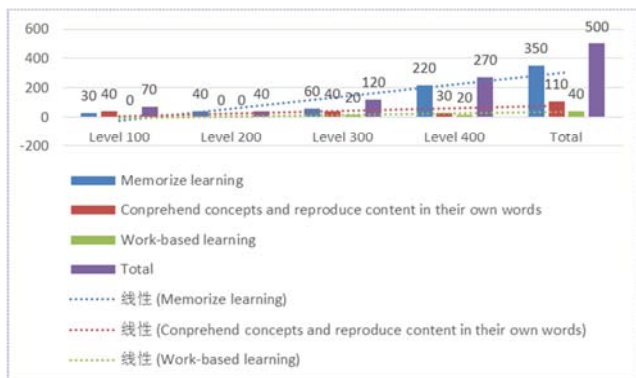 600
400
200
0
-200
30 40 0 70
40 0 0 40
60 40 20 120
220 30 20 270
350 110 40 500
Level 100 Level 200 Level 300 Level 400 Total
Memorize learning
Conprehend concepts and reproduce content in their own words
Work-based learning
Total
线性 (Memorize learning)
线性 (Conprehend concepts and reproduce content in their own words)
线性 (Work-based learning)